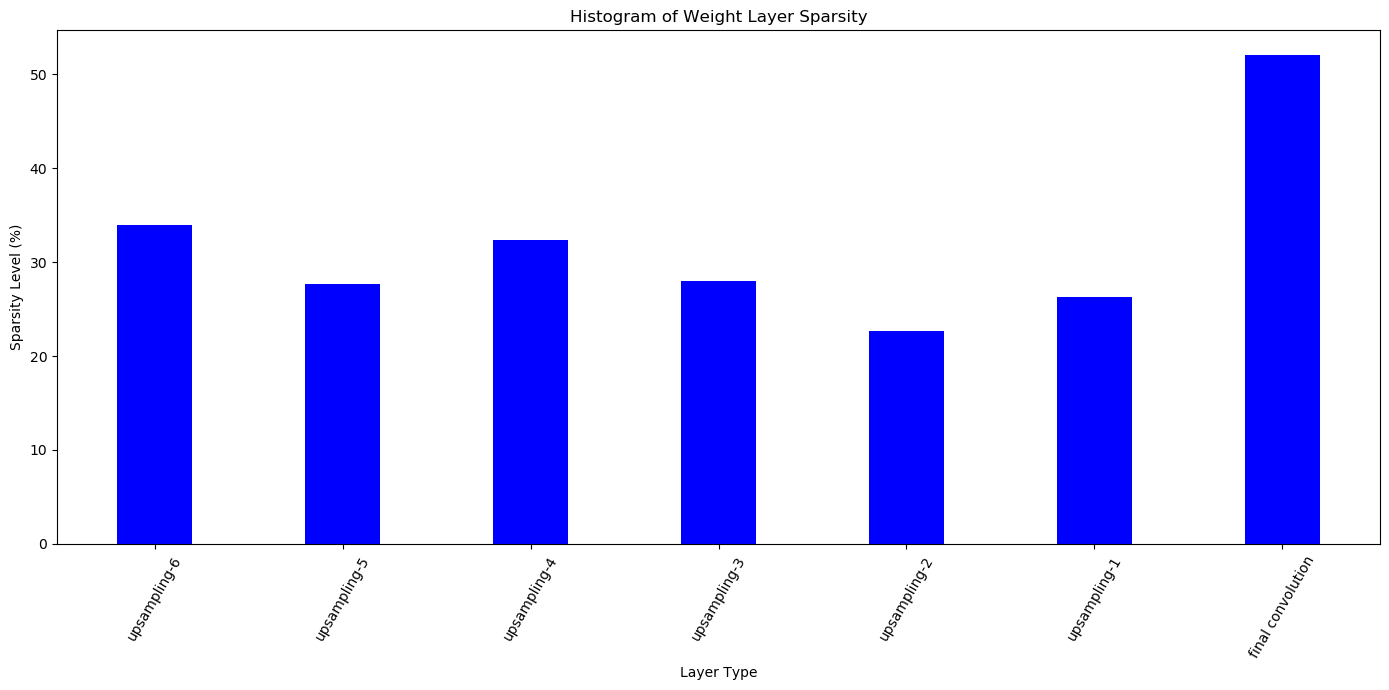 Histogram of Weight Layer Sparsity
Sparsity Level (%)
50
40
30
20
10
0
upsampling-6
upsampling-5
upsampling-4
upsampling-3
upsampling-2
upsampling-1
final convolution
Layer Type